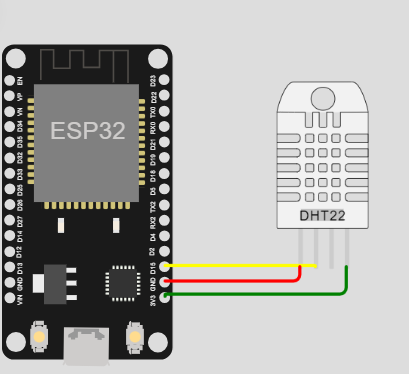 EN
VP
VN
D34
D35
D32
D33
D25
D26
D27
D14
D12
D13
GND
VIN
ESP32
D23
D22
TX0
RX0
D21
D19
D18
D5
TX2
RX2
D4
D2
D15
GND
3V3
DHT22